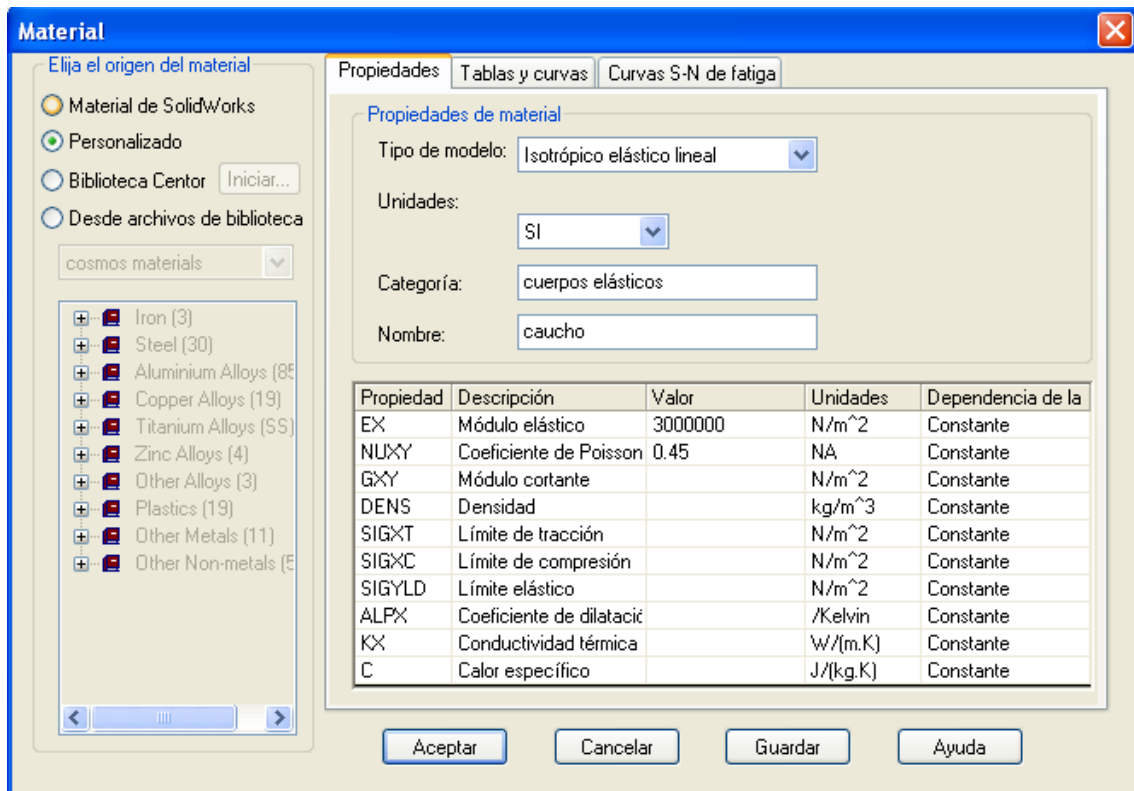 Material
Elija el origen del material
Material de SolidWorks
Personalizado
Biblioteca Centor Iniciar...
Desde archivos de biblioteca
cosmos materials
Iron (3)
Steel (30)
Aluminium Alloys (85
Copper Alloys (19)
Titanium Alloys (SS)
Zinc Alloys (4)
Other Alloys (3)
Plastics (19)
Other Metals (11)
Other Non-metals (5
Propiedades Tablas y curvas Curvas S-N de fatiga
Propiedades de material
Tipo de modelo: Isotrópico elástico lineal
Unidades:
SI
Categoría: cuerpos elásticos
Nombre: caucho
Propiedad Descripción Valor Unidades Dependencia de la
EX Módulo elástico 3000000 N/m^2 Constante
NUXY Coeficiente de Poisson 0.45 NA Constante
GXY Módulo cortante N/m^2 Constante
DENS Densidad kg/m^3 Constante
SIGXT Límite de tracción N/m^2 Constante
SIGXC Límite de compresión N/m^2 Constante
SIGYLD Límite elástico N/m^2 Constante
ALPX Coeficiente de dilatació /Kelvin Constante
KX Conductividad térmica W/(m.K) Constante
C Calor específico J/(kg.K) Constante
Aceptar Cancelar Guardar Ayuda